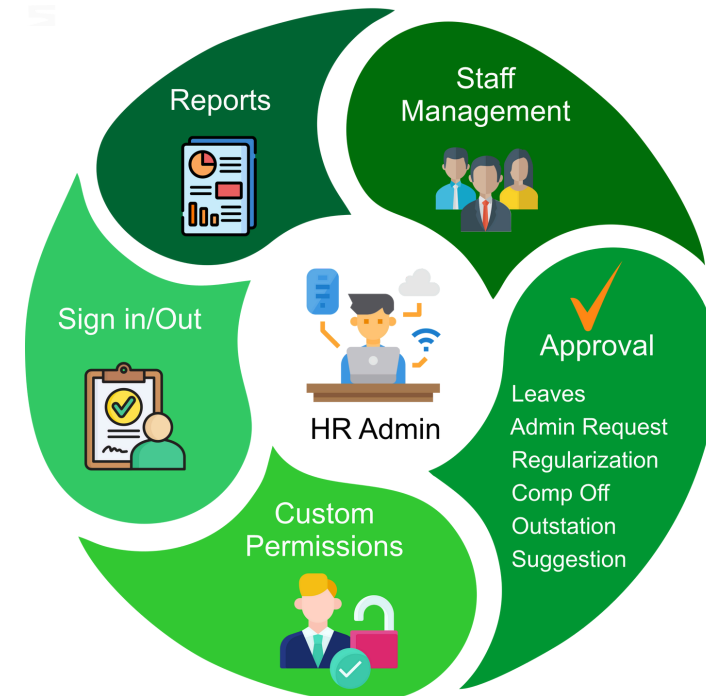 Reports
Staff
Management
Approval
Leaves
Admin Request
Regularization
Comp Off
Outstation
Suggestion
Custom
Permissions
Sign in/Out
HR Admin